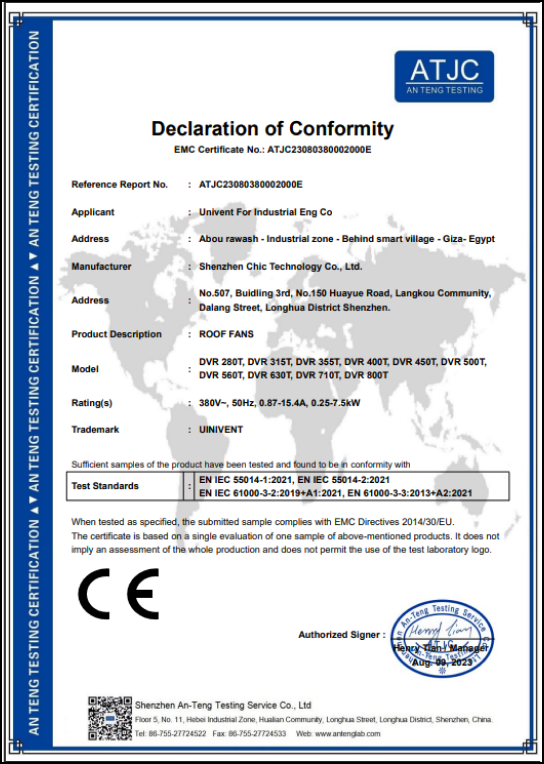 AN TENG TESTING CERTIFICATION ▲▼ AN TENG TESTING CERTIFICATION ▲▼ AN TENG TESTING CERTIFICATION
ATJC
AN TENG TESTING
Declaration of Conformity
EMC Certificate No.: ATJC23080380002000E
Reference Report No. : ATJC23080380002000E
Applicant : Univent For Industrial Eng Co
Address : Abou rawash - Industrial zone - Behind smart village - Giza- Egypt
Manufacturer : Shenzhen Chic Technology Co., Ltd.
Address : No.507, Buidling 3rd, No.150 Huayue Road, Langkou Community,
Dalang Street, Longhua District Shenzhen.
Product Description : ROOF FANS
Model : DVR 280T, DVR 315T, DVR 355T, DVR 400T, DVR 450T, DVR 500T,
DVR 560T, DVR 630T, DVR 710T, DVR 800T
Rating(s) : 380V~, 50Hz, 0.87-15.4A, 0.25-7.5kW
Trademark : UINIVENT
Sufficient samples of the product have been tested and found to be in conformity with
Test Standards : EN IEC 55014-1:2021, EN IEC 55014-2:2021
EN IEC 61000-3-2:2019+A1:2021, EN 61000-3-3:2013+A2:2021
When tested as specified, the submitted sample complies with EMC Directives 2014/30/EU.
The certificate is based on a single evaluation of one sample of above-mentioned products. It does not
imply an assessment of the whole production and does not permit the use of the test laboratory logo.
CE
Authorized Signer :
An-Teng Testing Service
Henry Tian / Manager
Aug. 09, 2023
Shenzhen An-Teng Testing Service Co., Ltd
Floor 5, No. 11, Hebei Industrial Zone, Hualian Community, Longhua Street, Longhua District, Shenzhen, China.
Tel: 86-755-27724522 Fax: 86-755-27724533 Web: www.antenglab.com